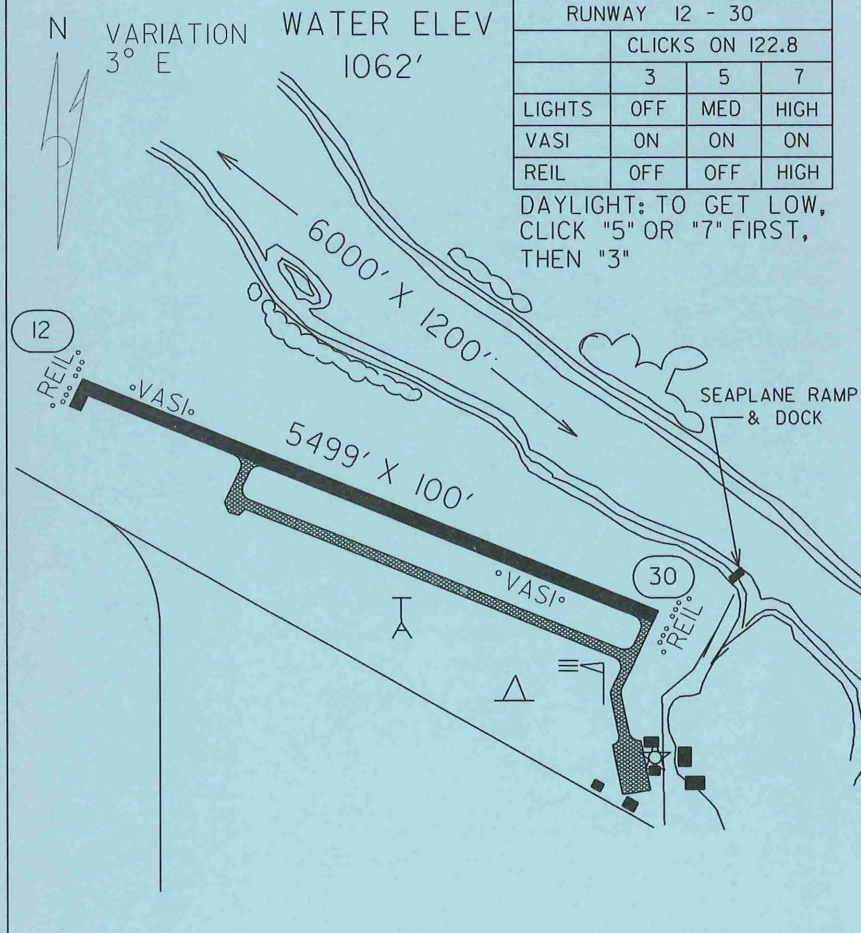 N
VARIATION
3° E
WATER ELEV
1062'
RUNWAY 12 - 30
CLICKS ON 122.8
3 5 7
LIGHTS OFF MED HIGH
VASI ON ON ON
REIL OFF OFF HIGH
DAYLIGHT: TO GET LOW,
CLICK "5" OR "7" FIRST,
THEN "3"
6000' X 1200'
12
REIL
VASI
SEAPLANE RAMP
& DOCK
5499' X 100'
VASI
30
REIL